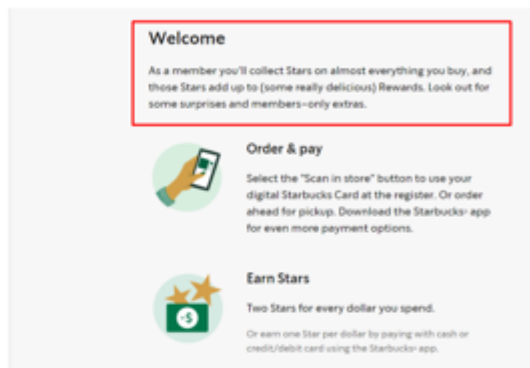 Welcome
As a member you'll collect Stars on almost everything you buy, and
those Stars add up to (some really delicious) Rewards. Look out for
some surprises and members-only extras.
Order & pay
Select the "Scan in store" button to use your
digital Starbucks Card at the register. Or order
ahead for pickup. Download the Starbucks® app
for even more payment options.
Earn Stars
Two Stars for every dollar you spend.
Or earn one Star per dollar by paying with cash or
credit/debit card using the Starbucks® app.
-$